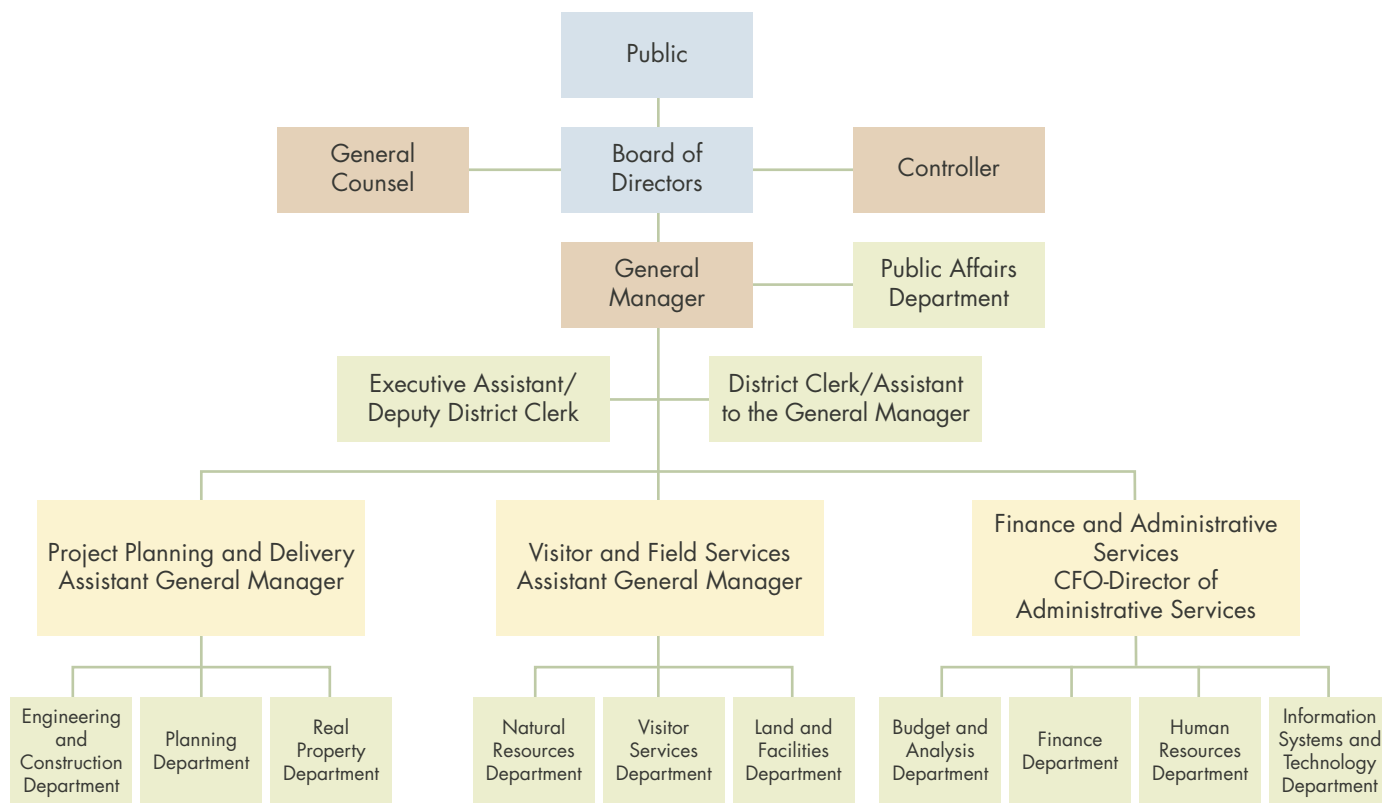 Public
General
Counsel
Board of
Directors
Controller
General
Manager
Public Affairs
Department
Executive Assistant/
Deputy District Clerk
District Clerk/Assistant
to the General Manager
Project Planning and Delivery
Assistant General Manager
Visitor and Field Services
Assistant General Manager
Finance and Administrative
Services
CFO-Director of
Administrative Services
Engineering
and
Construction
Department
Planning
Department
Real
Property
Department
Natural
Resources
Department
Visitor
Services
Department
Land and
Facilities
Department
Budget and
Analysis
Department
Finance
Department
Human
Resources
Department
Information
Systems and
Technology
Department